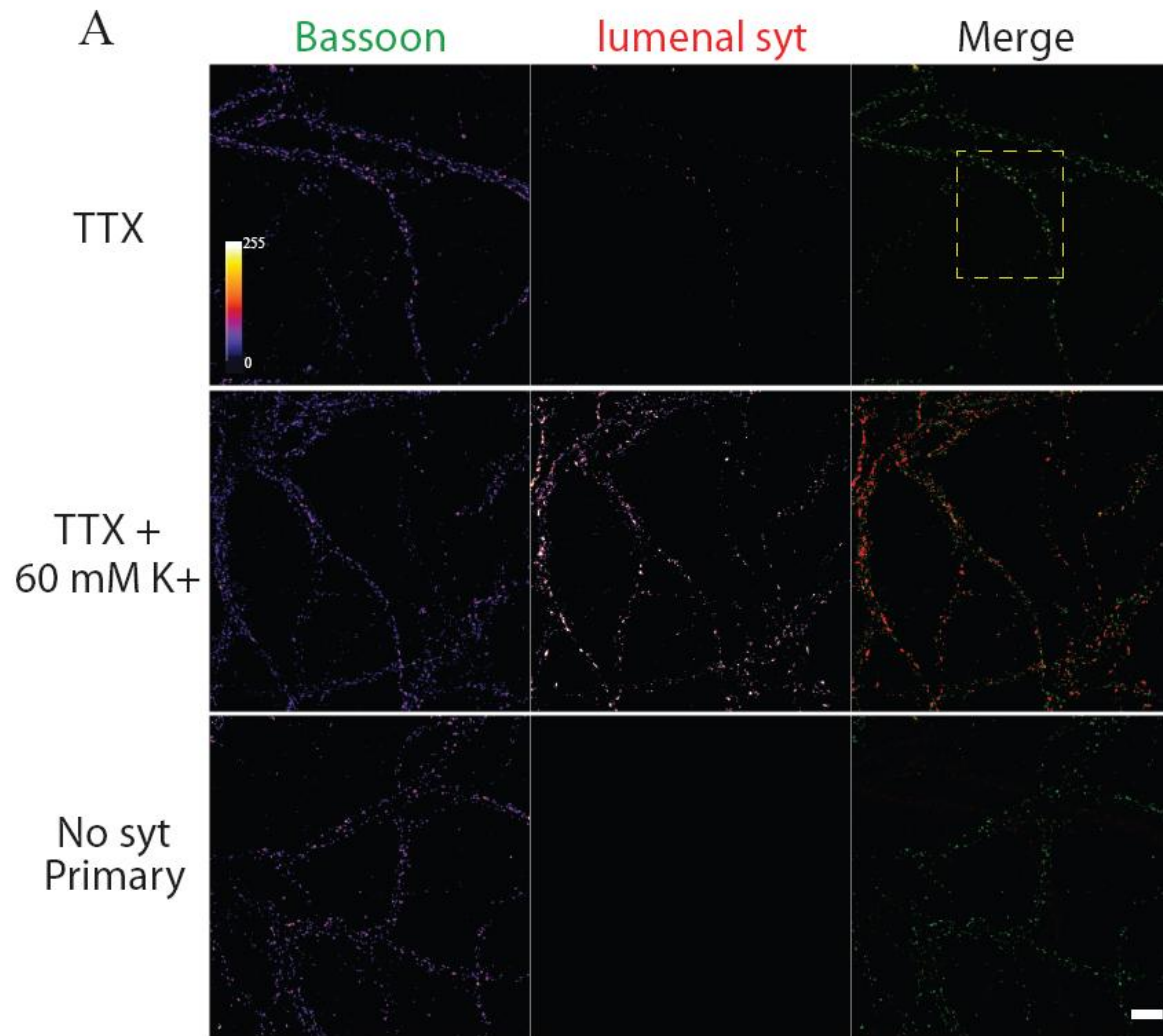 A
Bassoon
lumenal syt
Merge
TTX
255
0
TTX +
60 mM K+
No syt
Primary